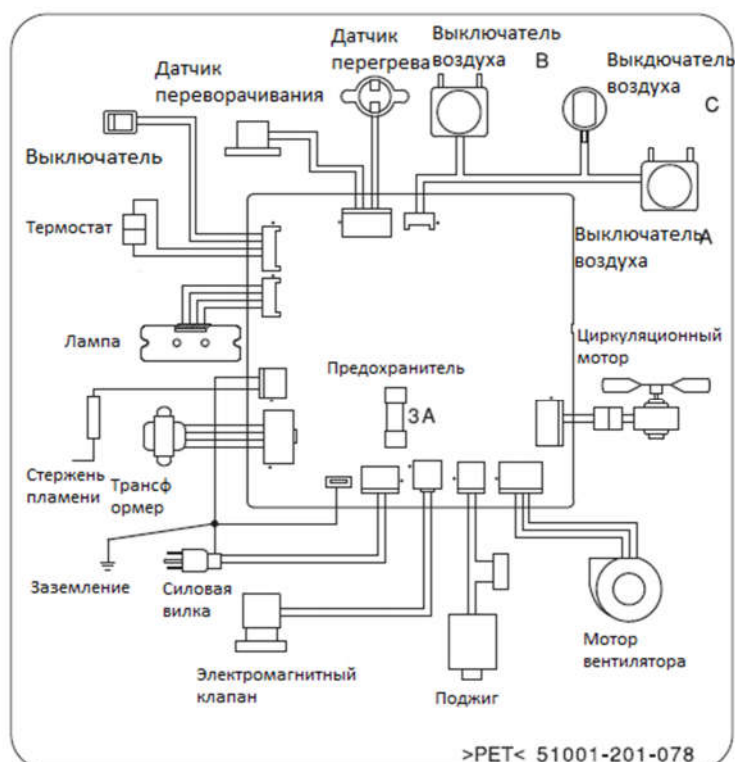 Датчик
переворачивания
Датчик
перегрева
Выключатель
воздуха
B
Выкдючатель
воздуха
C
Выключатель
Термостат
Выключатель
воздуха
A
Лампа
Предохранитель
3 A
Циркуляционный
мотор
Стержень
пламени
Трансф
ормер
Заземление
Силовая
вилка
Электромагнитный
клапан
Поджиг
Мотор
вентилятора
>PET< 51001-201-078